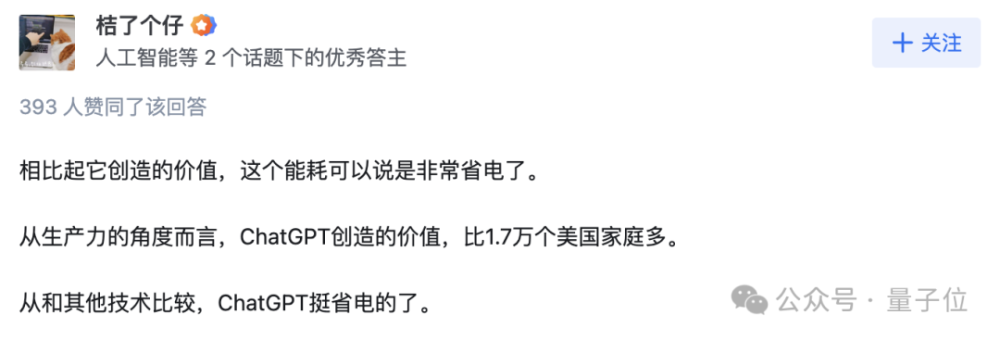 桔了个仔
人工智能等 2 个话题下的优秀答主
+ 关注
393 人赞同了该回答
相比起它创造的价值，这个能耗可以说是非常省电了。
从生产力的角度而言，ChatGPT创造的价值，比1.7万个美国家庭多。
从和其他技术比较，ChatGPT挺省电的了。
公众号 · 量子位